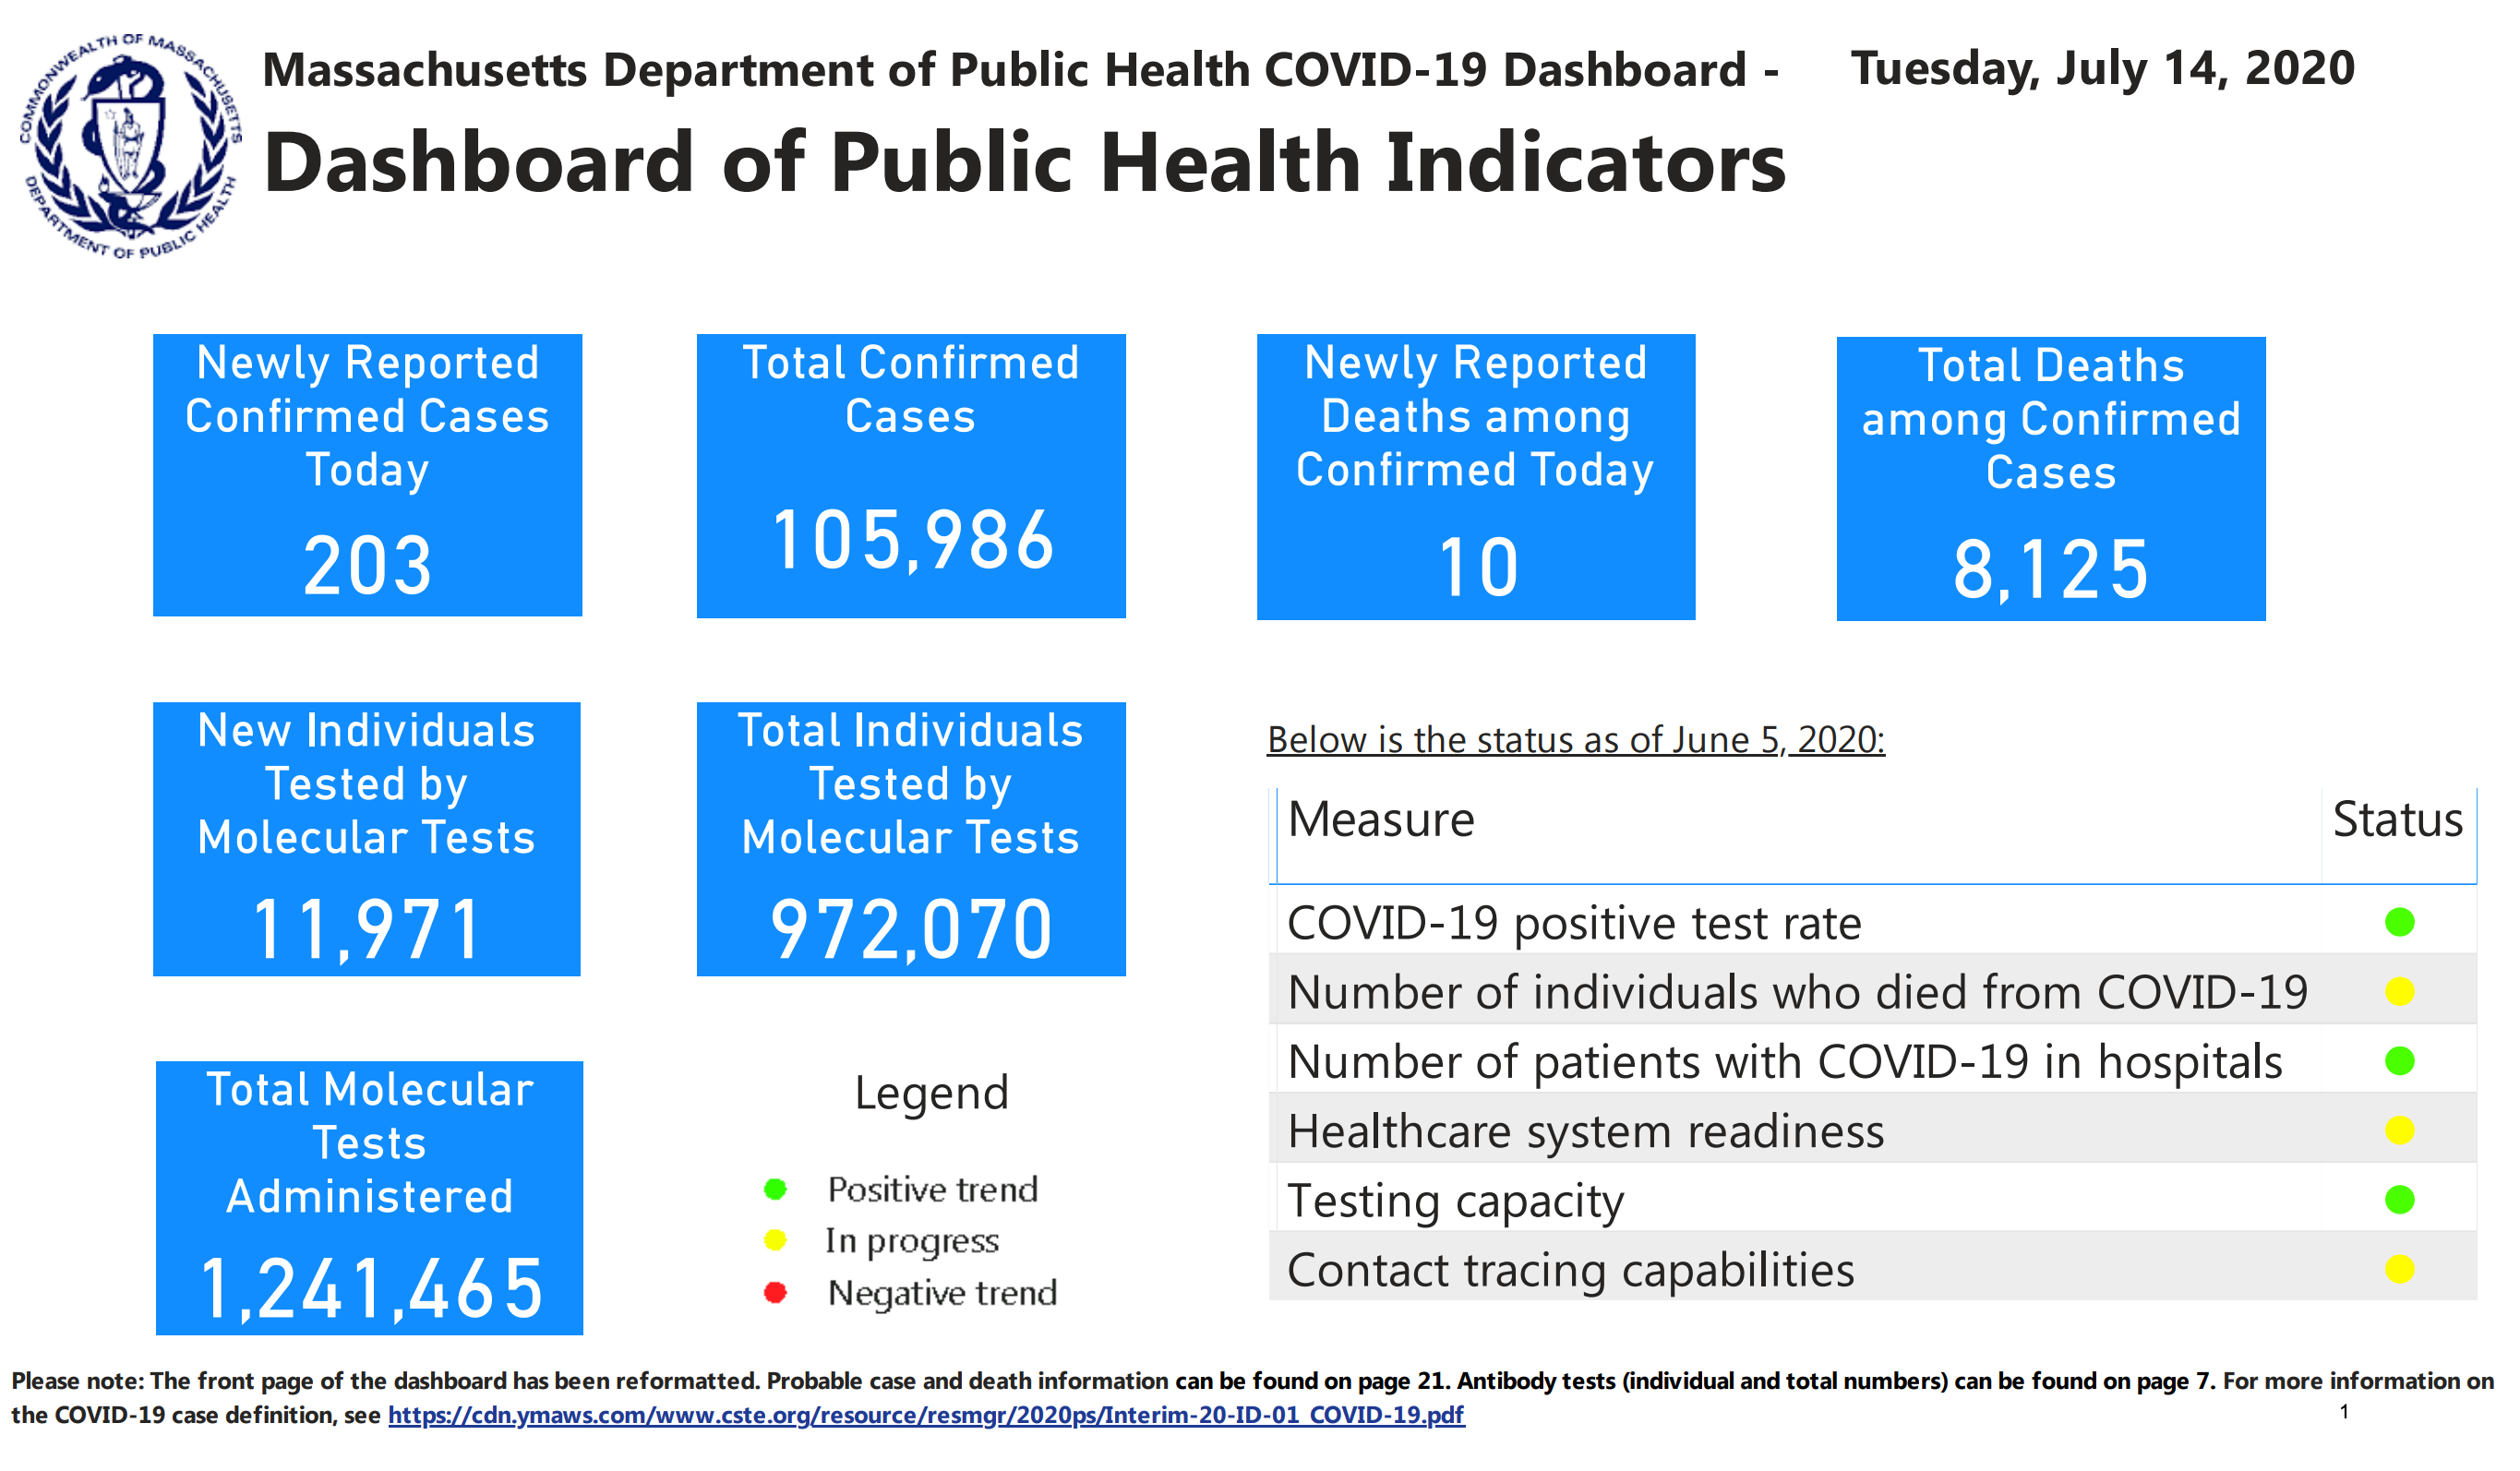 COMMONWEALTH OF MASSACHUSETTS
DEPARTMENT OF PUBLIC HEALTH
Massachusetts Department of Public Health COVID-19 Dashboard - Tuesday, July 14, 2020
Dashboard of Public Health Indicators
Newly Reported
Confirmed Cases
Today
203
Total Confirmed
Cases
105,986
Newly Reported
Deaths among
Confirmed Today
10
Total Deaths
among Confirmed
Cases
8,125
New Individuals
Tested by
Molecular Tests
11,971
Total Individuals
Tested by
Molecular Tests
972,070
Total Molecular
Tests
Administered
1,241,465
Legend
Positive trend
In progress
Negative trend
Below is the status as of June 5, 2020:
Measure Status
COVID-19 positive test rate
Number of individuals who died from COVID-19
Number of patients with COVID-19 in hospitals
Healthcare system readiness
Testing capacity
Contact tracing capabilities
Please note: The front page of the dashboard has been reformatted. Probable case and death information can be found on page 21. Antibody tests (individual and total numbers) can be found on page 7. For more information on
the COVID-19 case definition, see https://cdn.ymaws.com/www.cste.org/resource/resmgr/2020ps/Interim-20-ID-01_COVID-19.pdf
1